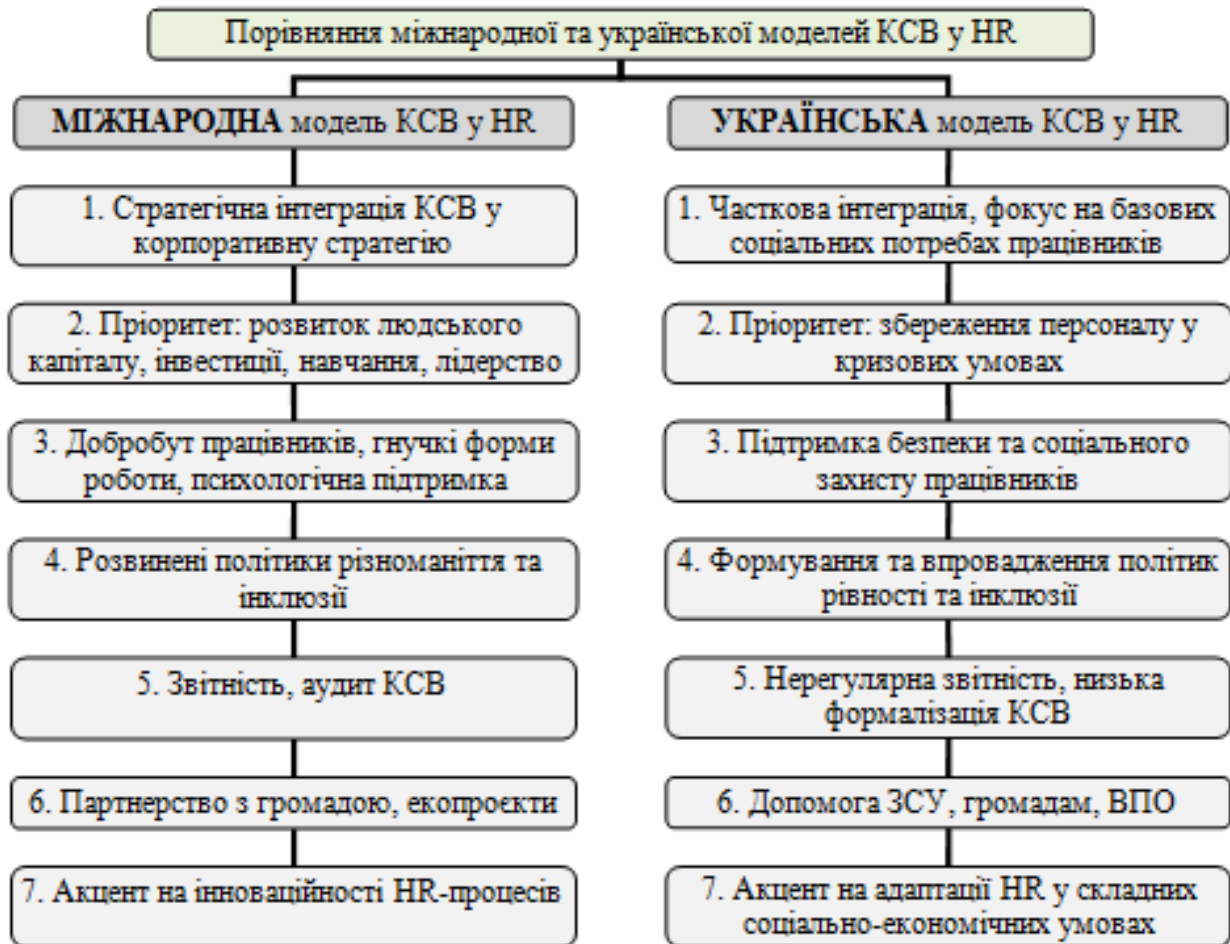 Порівняння міжнародної та української моделей КСВ у HR
МІЖНАРОДНА модель КСВ у HR
1. Стратегічна інтеграція КСВ у
корпоративну стратегію
2. Пріоритет: розвиток людського
капіталу, інвестиції, навчання, лідерство
3. Добробут працівників, гнучкі форми
роботи, психологічна підтримка
4. Розвинені політики різноманіття та
інклюзії
5. Звітність, аудит КСВ
6. Партнерство з громадою, екопроєкти
7. Акцент на інноваційності HR-процесів
УКРАЇНСЬКА модель КСВ у HR
1. Часткова інтеграція, фокус на базових
соціальних потребах працівників
2. Пріоритет: збереження персоналу у
кризових умовах
3. Підтримка безпеки та соціального
захисту працівників
4. Формування та впровадження політик
рівності та інклюзії
5. Нерегулярна звітність, низька
формалізація КСВ
6. Допомога ЗСУ, громадам, ВПО
7. Акцент на адаптації HR у складних
соціально-економічних умовах